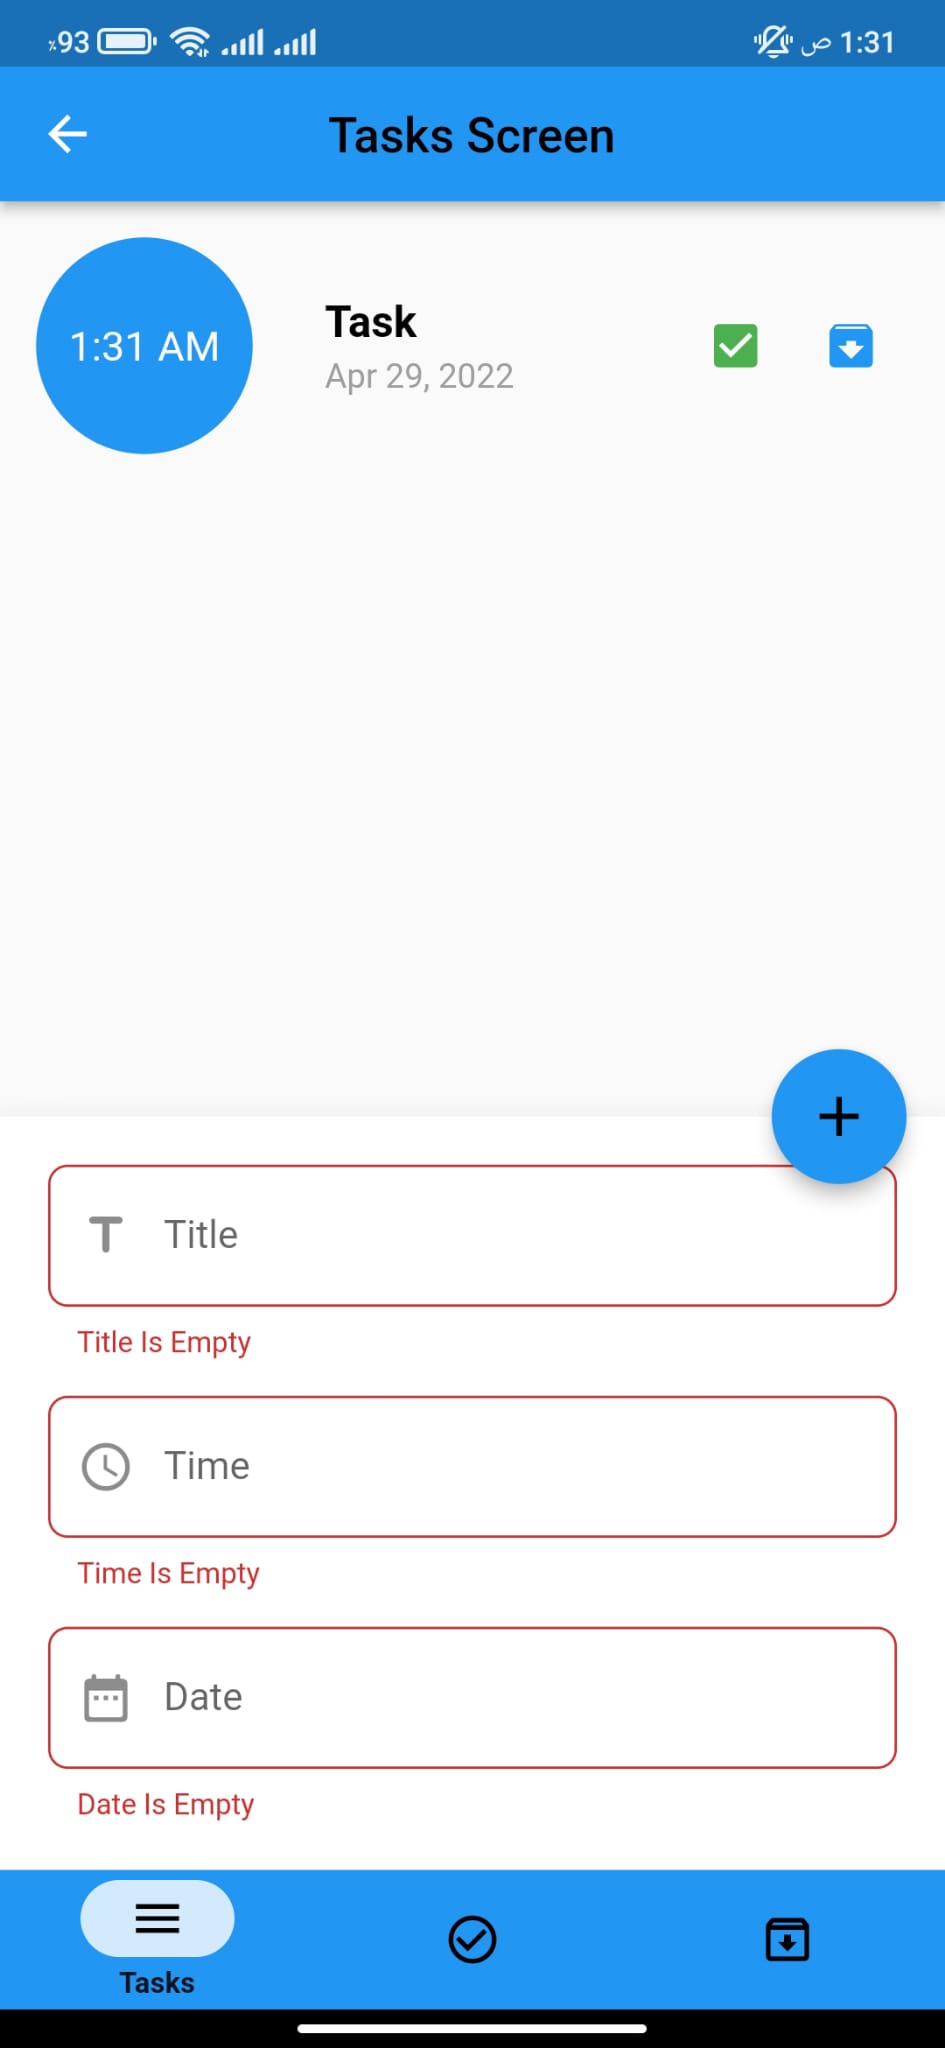 ٪93 ص 1:31
Tasks Screen
1:31 AM
Task
Apr 29, 2022
Title
Title Is Empty
Time
Time Is Empty
Date
Date Is Empty
Tasks